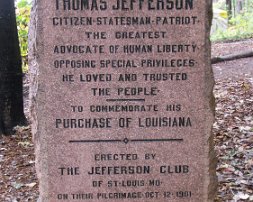 THOMAS JEFFERSON
CITIZEN·STATESMAN·PATRIOT
THE GREATEST
ADVOCATE OF HUMAN LIBERTY
OPPOSING SPECIAL PRIVILEGES
HE LOVED AND TRUSTED
THE PEOPLE
TO COMMEMORATE HIS
PURCHASE OF LOUISIANA
ERECTED BY
THE JEFFERSON CLUB
OF ST·LOUIS·MO·
ON THEIR PILGRIMAGE·OCT·12·1901